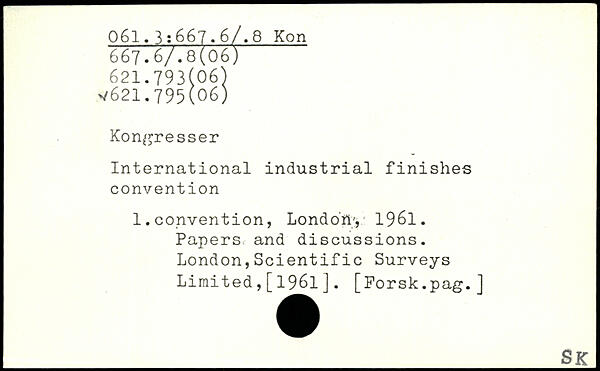 061.3:667.6/.8 Kon
667.6/.8(06)
621.793(06)
✓621.795(06)
Kongresser
International industrial finishes
convention
1.convention, London, 1961.
Papers and discussions.
London,Scientific Surveys
Limited,[1961]. [Forsk.pag.]
SK